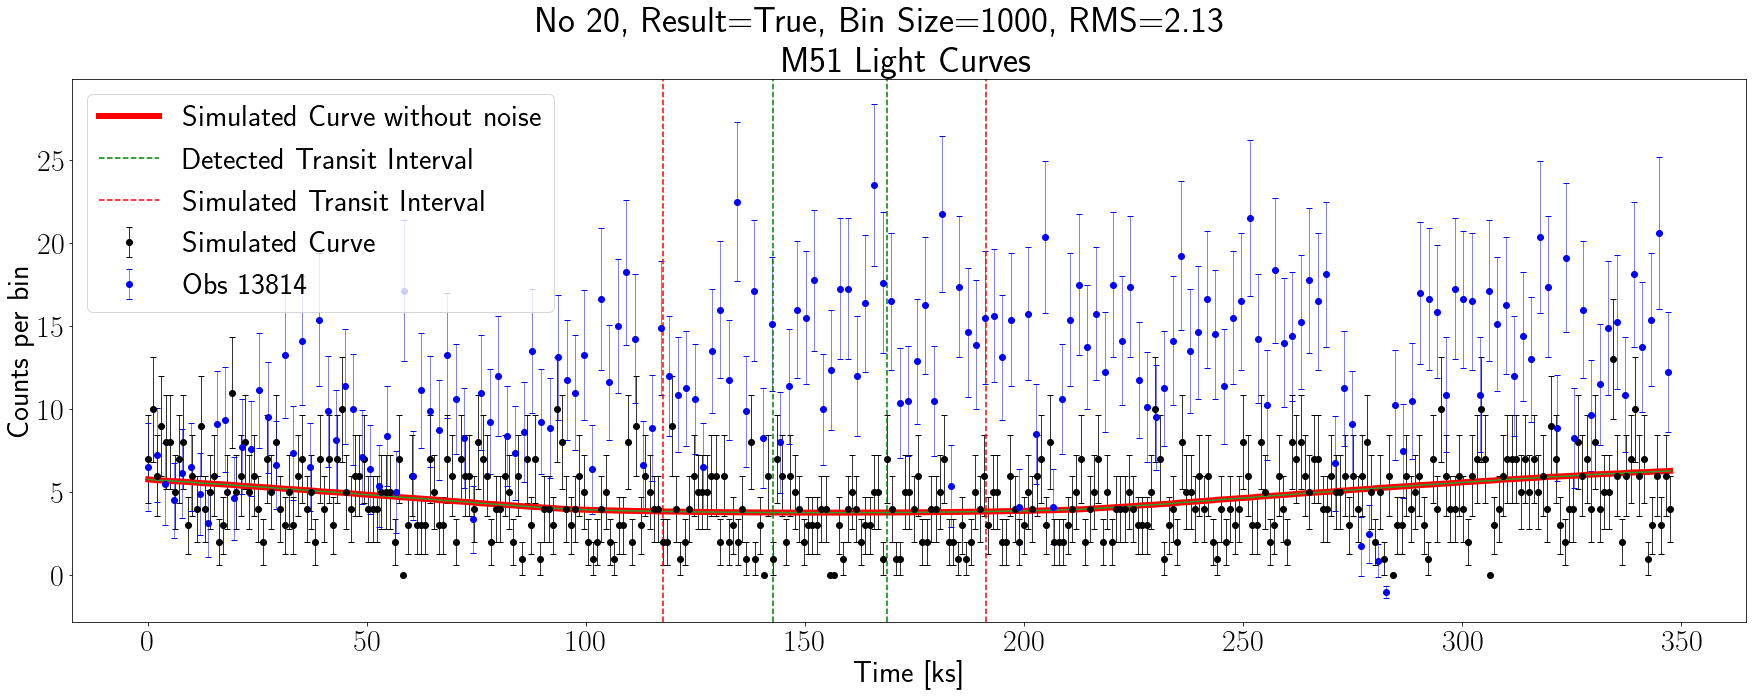 No 20, Result=True, Bin Size=1000, RMS=2.13
M51 Light Curves
Simulated Curve without noise
Detected Transit Interval
Simulated Transit Interval
Simulated Curve
Obs 13814
Counts per bin
25
20
15
10
5
0
0 50 100 150 200 250 300 350
Time [ks]